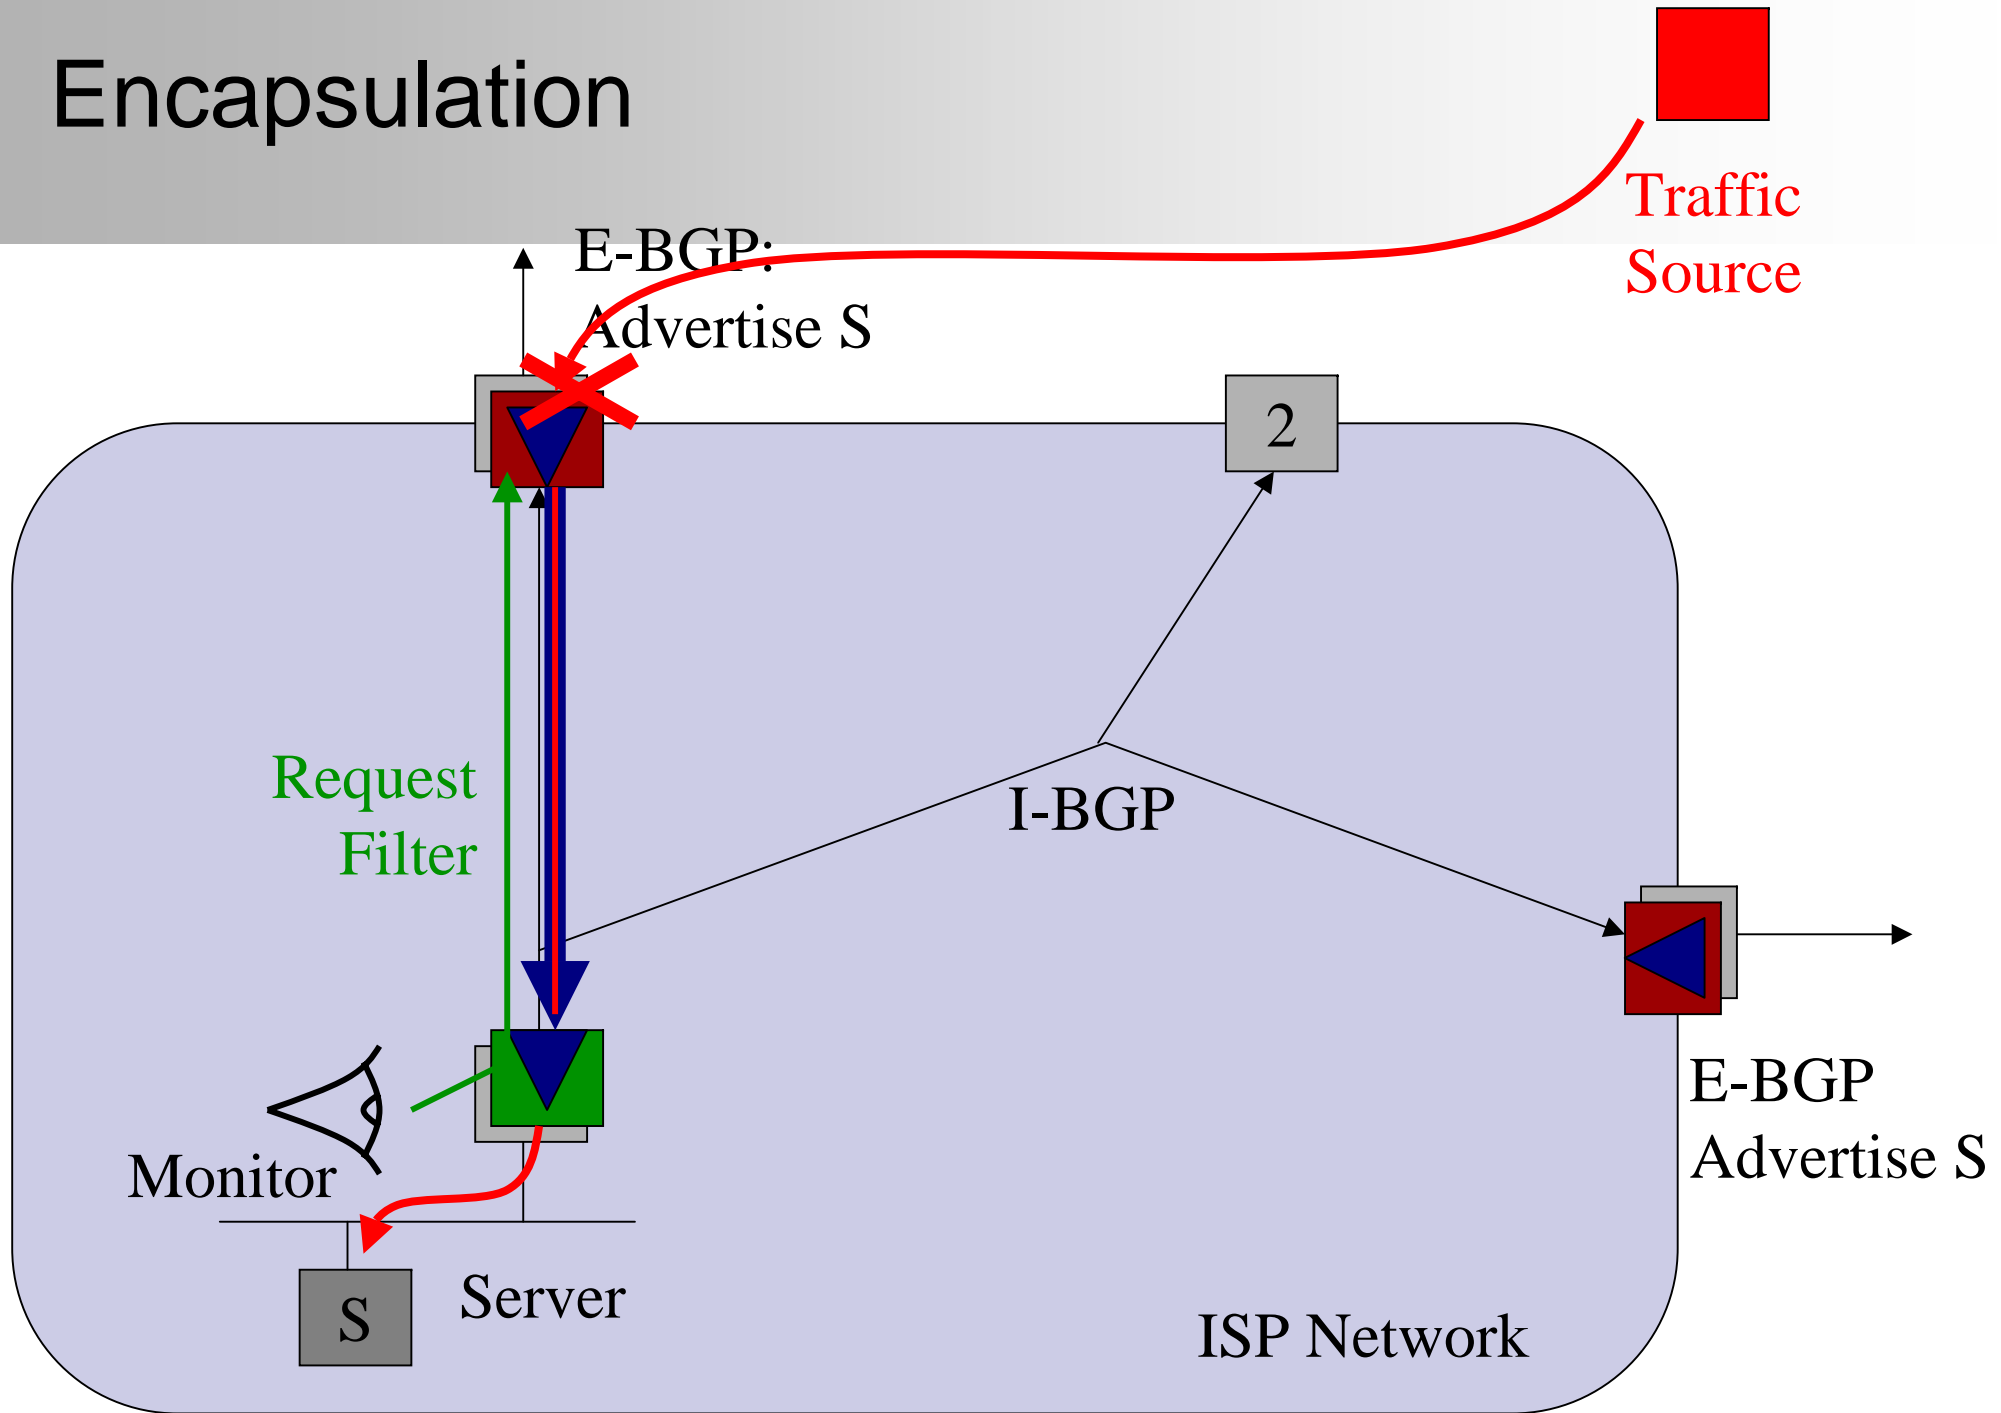 Encapsulation
Traffic
Source
E-BGP:
Advertise S
2
Request
Filter
I-BGP
E-BGP
Advertise S
Monitor
Server
S
ISP Network